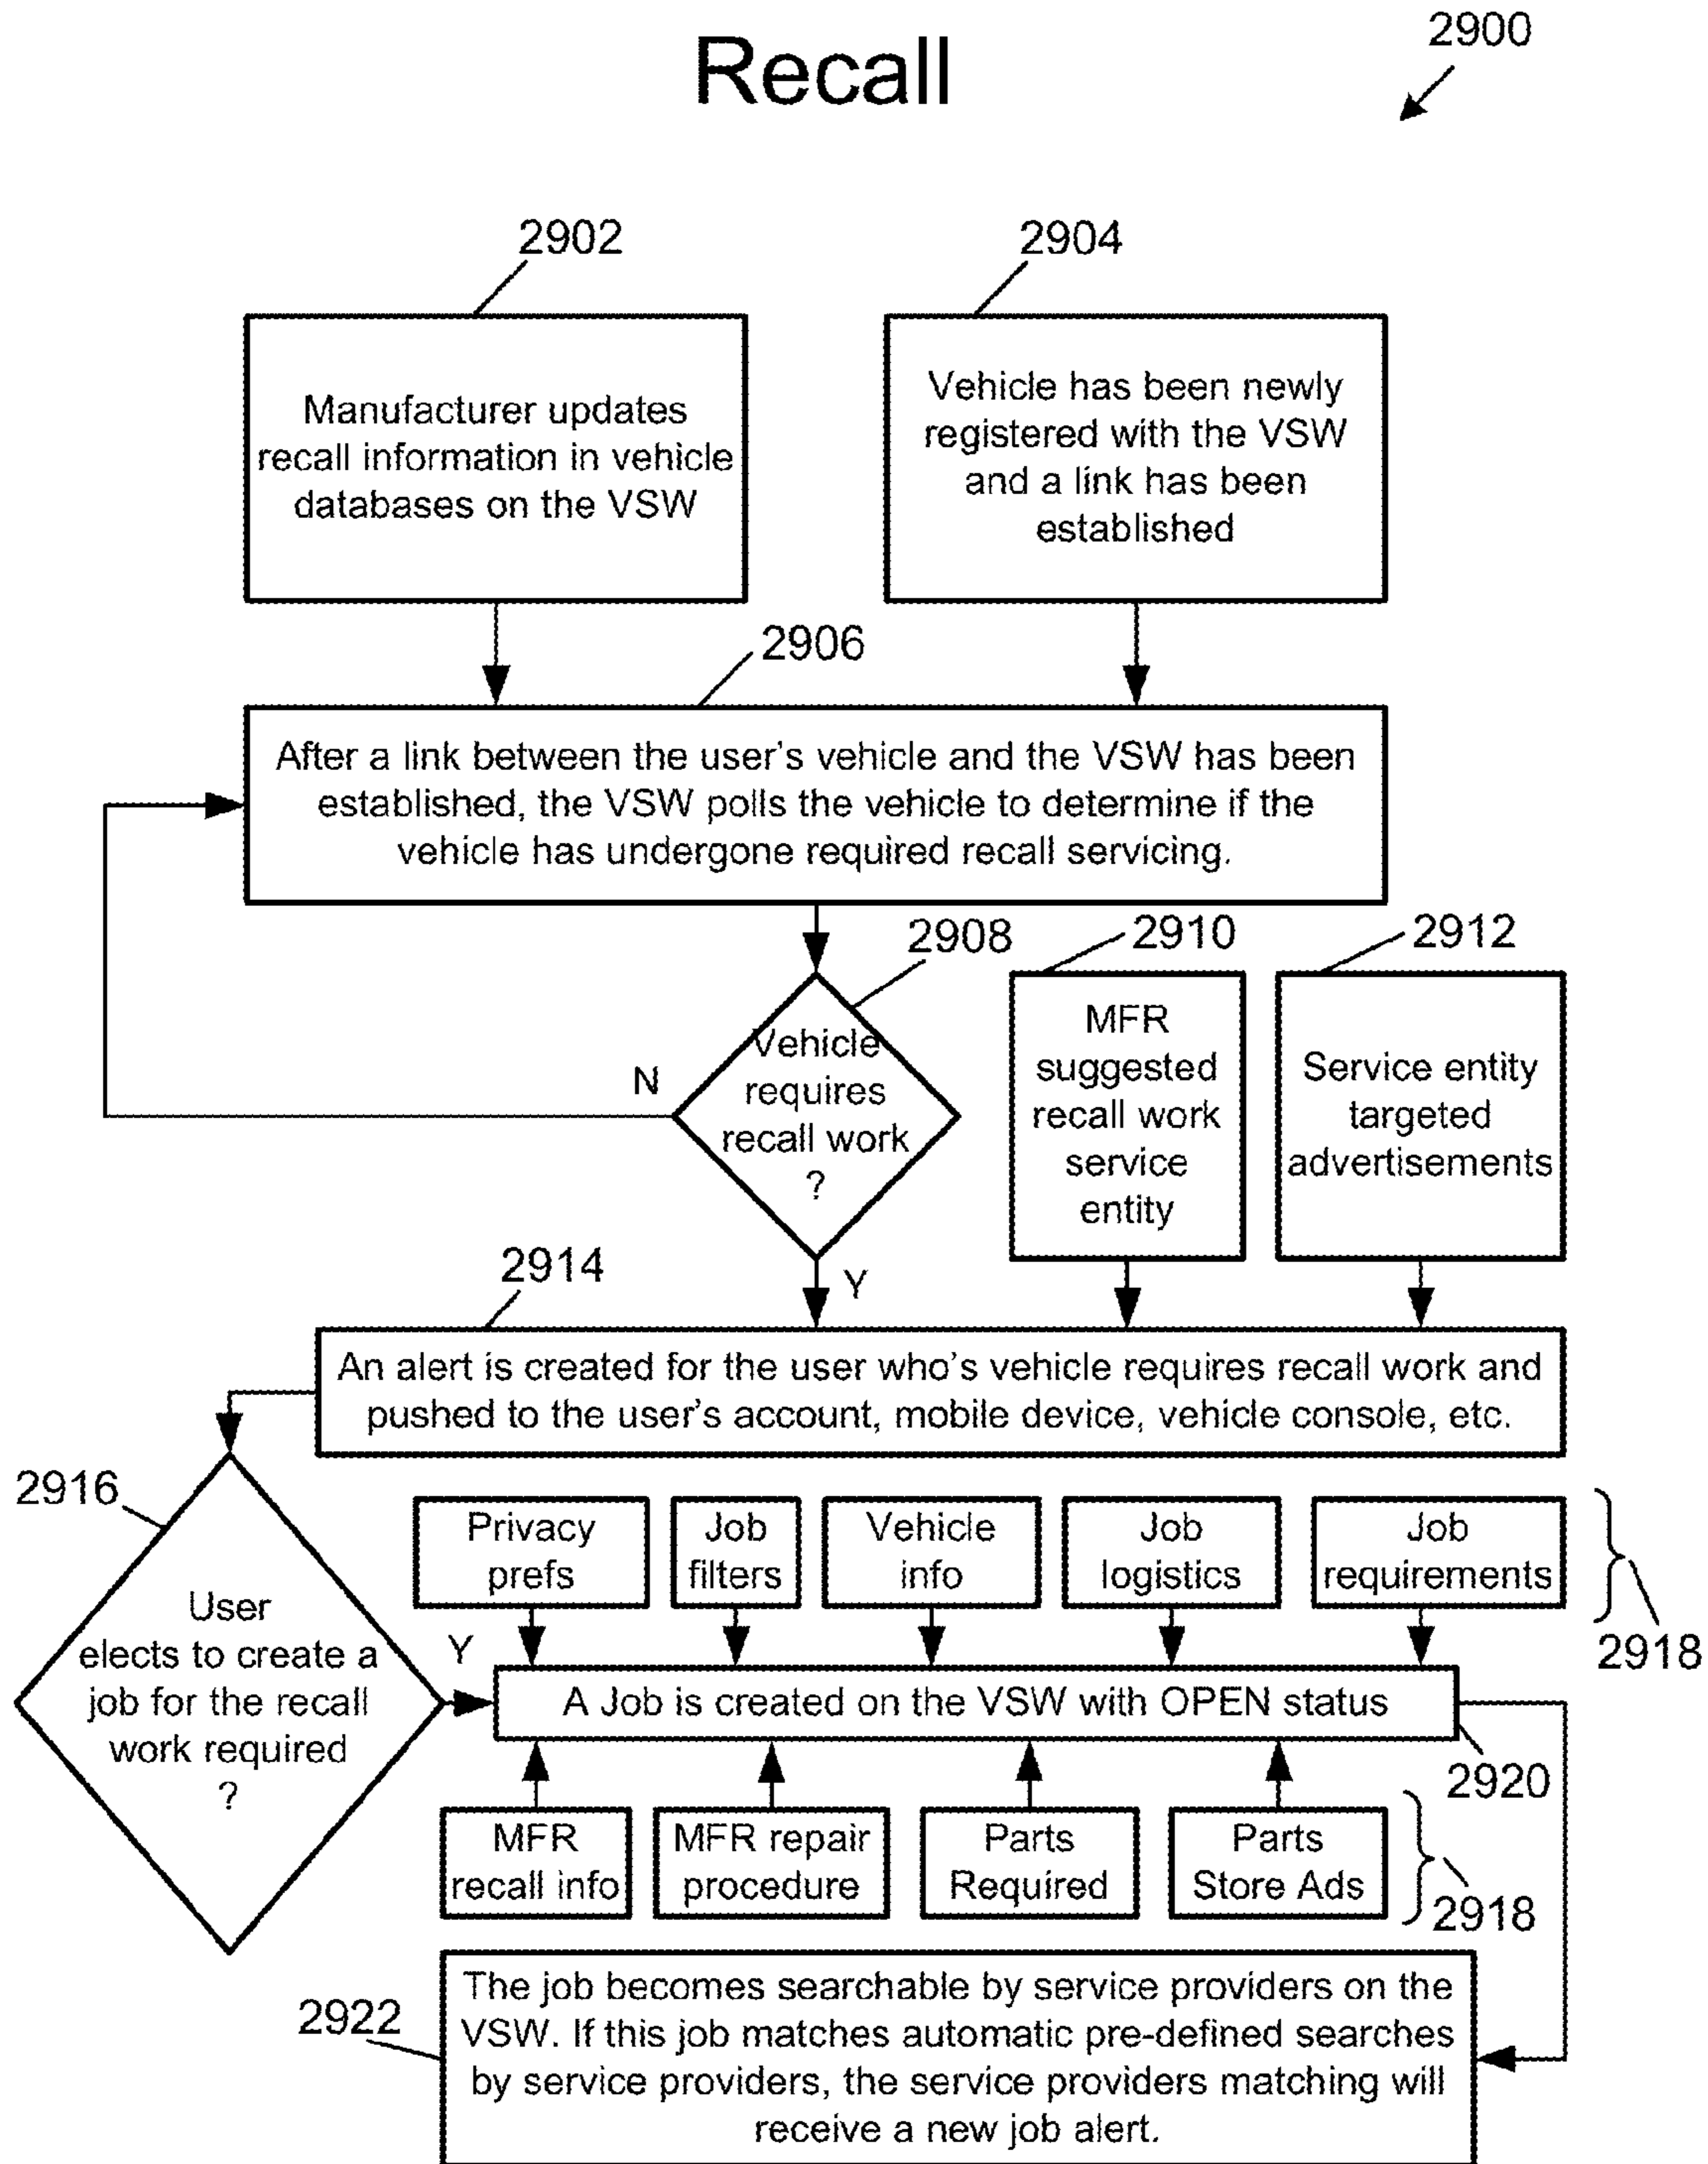 Recall
2900
2902
2904
Manufacturer updates
recall information in vehicle
databases on the VSW
Vehicle has been newly
registered with the VSW
and a link has been
established
2906
After a link between the user's vehicle and the VSW has been
established, the VSW polls the vehicle to determine if the
vehicle has undergone required recall servicing.
2908
2910
2912
Vehicle
requires
recall work
?
N
Y
MFR
suggested
recall work
service
entity
Service entity
targeted
advertisements
2914
An alert is created for the user who's vehicle requires recall work and
pushed to the user's account, mobile device, vehicle console, etc.
2916
User
elects to create a
job for the recall
work required
?
Y
Privacy
prefs
Job
filters
Vehicle
info
Job
logistics
Job
requirements
2918
A Job is created on the VSW with OPEN status
2920
MFR
recall info
MFR repair
procedure
Parts
Required
Parts
Store Ads
2918
2922
The job becomes searchable by service providers on the
VSW. If this job matches automatic pre-defined searches
by service providers, the service providers matching will
receive a new job alert.